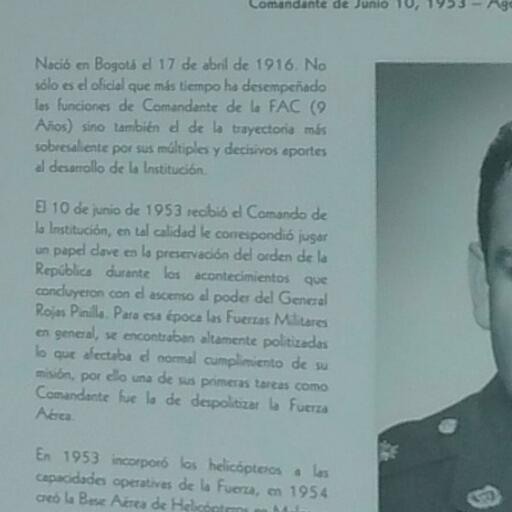 Comandante de Junio 10, 1953 –
Nació en Bogotá el 17 de abril de 1916. No
sólo es el oficial que más tiempo ha desempeñado
las funciones de Comandante de la FAC (9
Años) sino también el de la trayectoria más
sobresaliente por sus múltiples y decisivos aportes
al desarrollo de la Institución.
El 10 de junio de 1953 recibió el Comando de
la Institución, en tal calidad le correspondió jugar
un papel clave en la preservación del orden de la
República durante los acontecimientos que
concluyeron con el ascenso al poder del General
Rojas Pinilla. Para esa época las Fuerzas Militares
en general, se encontraban altamente politizadas
lo que afectaba el normal cumplimiento de su
misión, por ello una de sus primeras tareas como
Comandante fue la de despolitizar la Fuerza
Aérea.
En 1953 incorporó los helicópteros a las
capacidades operativas de la Fuerza, en 1954
creó la Base Aérea de Helicópteros en